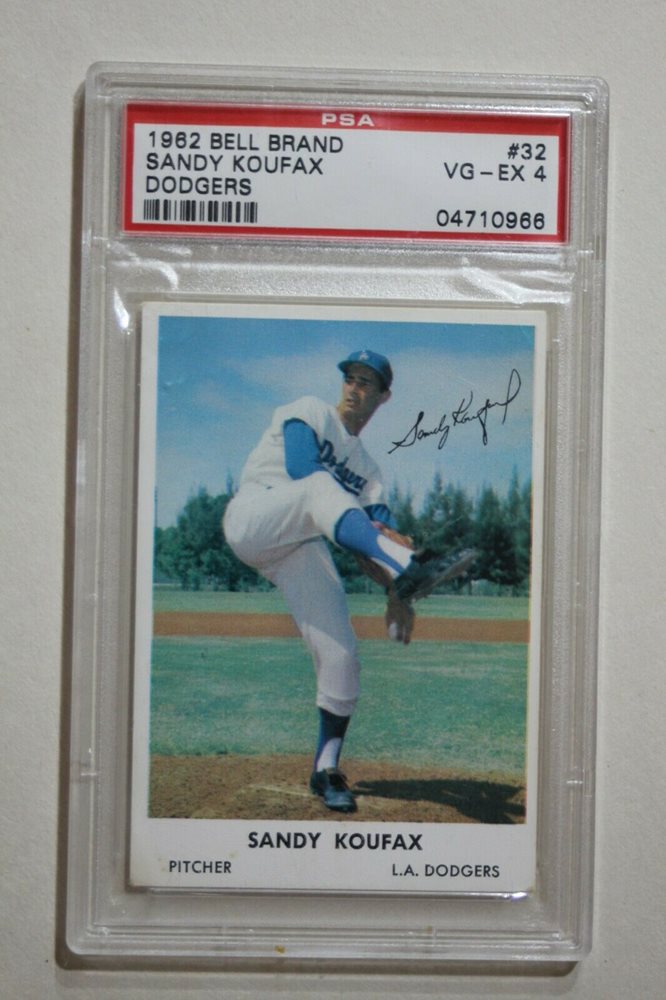 PSA
1962 BELL BRAND #32
SANDY KOUFAX VG-EX 4
DODGERS
04710966
Sandy Koufax
Dodgers
SANDY KOUFAX
PITCHER L.A. DODGERS